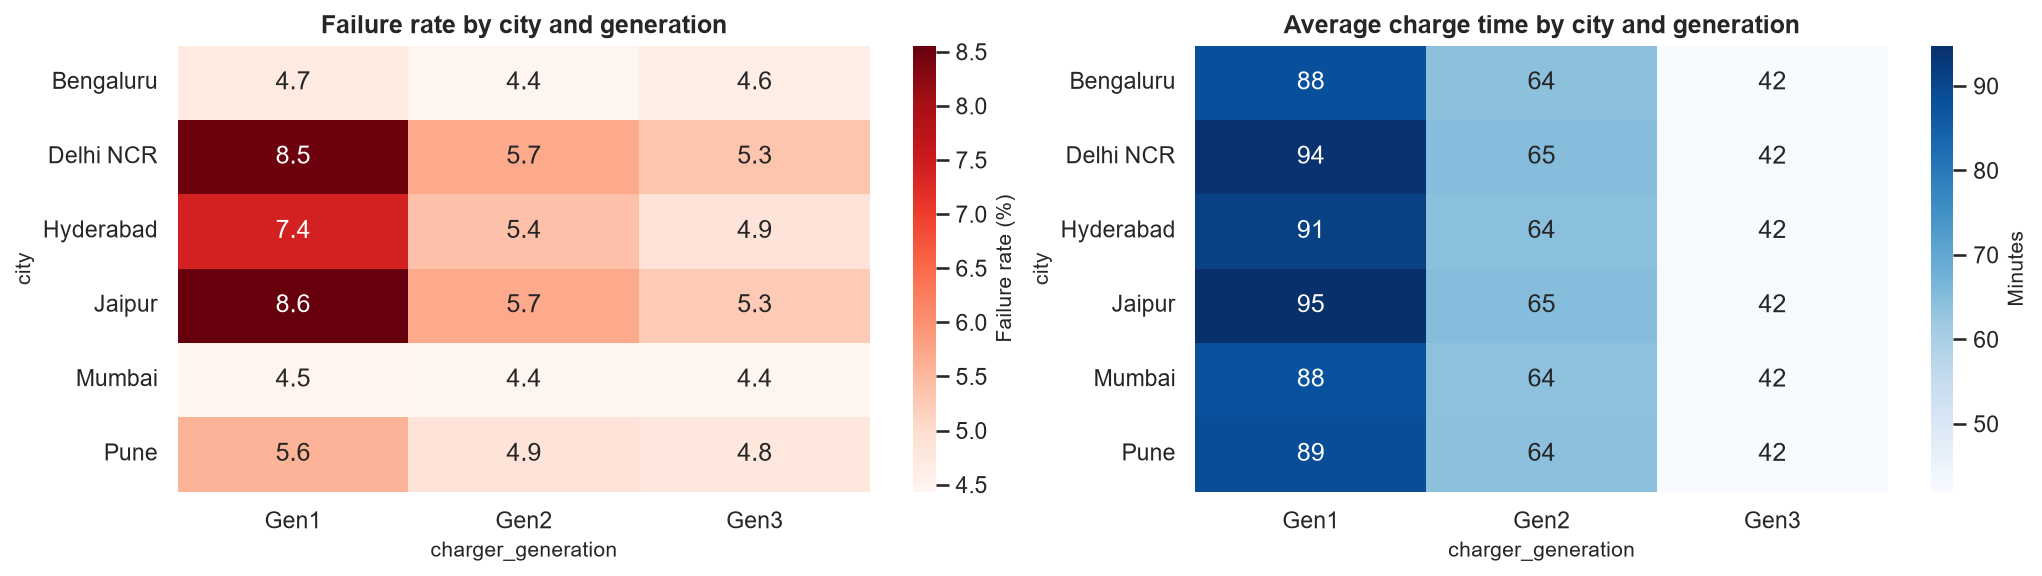 Failure rate by city and generation
city
Bengaluru 4.7 4.4 4.6
Delhi NCR 8.5 5.7 5.3
Hyderabad 7.4 5.4 4.9
Jaipur 8.6 5.7 5.3
Mumbai 4.5 4.4 4.4
Pune 5.6 4.9 4.8
Gen1 Gen2 Gen3
charger_generation
8.5
8.0
7.5
7.0
6.5
6.0
5.5
5.0
4.5
Failure rate (%)
Average charge time by city and generation
city
Bengaluru 88 64 42
Delhi NCR 94 65 42
Hyderabad 91 64 42
Jaipur 95 65 42
Mumbai 88 64 42
Pune 89 64 42
Gen1 Gen2 Gen3
charger_generation
90
80
70
60
50
Minutes